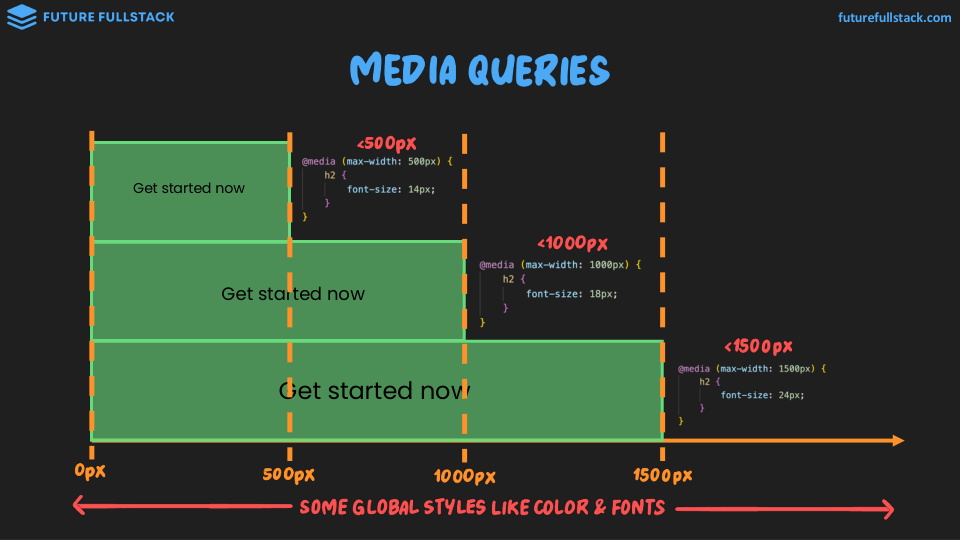 FUTURE FULLSTACK
futurefullstack.com
MEDIA QUERIES
<500px
@media (max-width: 500px) {
h2 {
font-size: 14px;
}
}
Get started now
<1000px
@media (max-width: 1000px) {
h2 {
font-size: 18px;
}
}
Get started now
<1500px
@media (max-width: 1500px) {
h2 {
font-size: 24px;
}
}
Get started now
0px
500px
1000px
1500px
SOME GLOBAL STYLES LIKE COLOR & FONTS